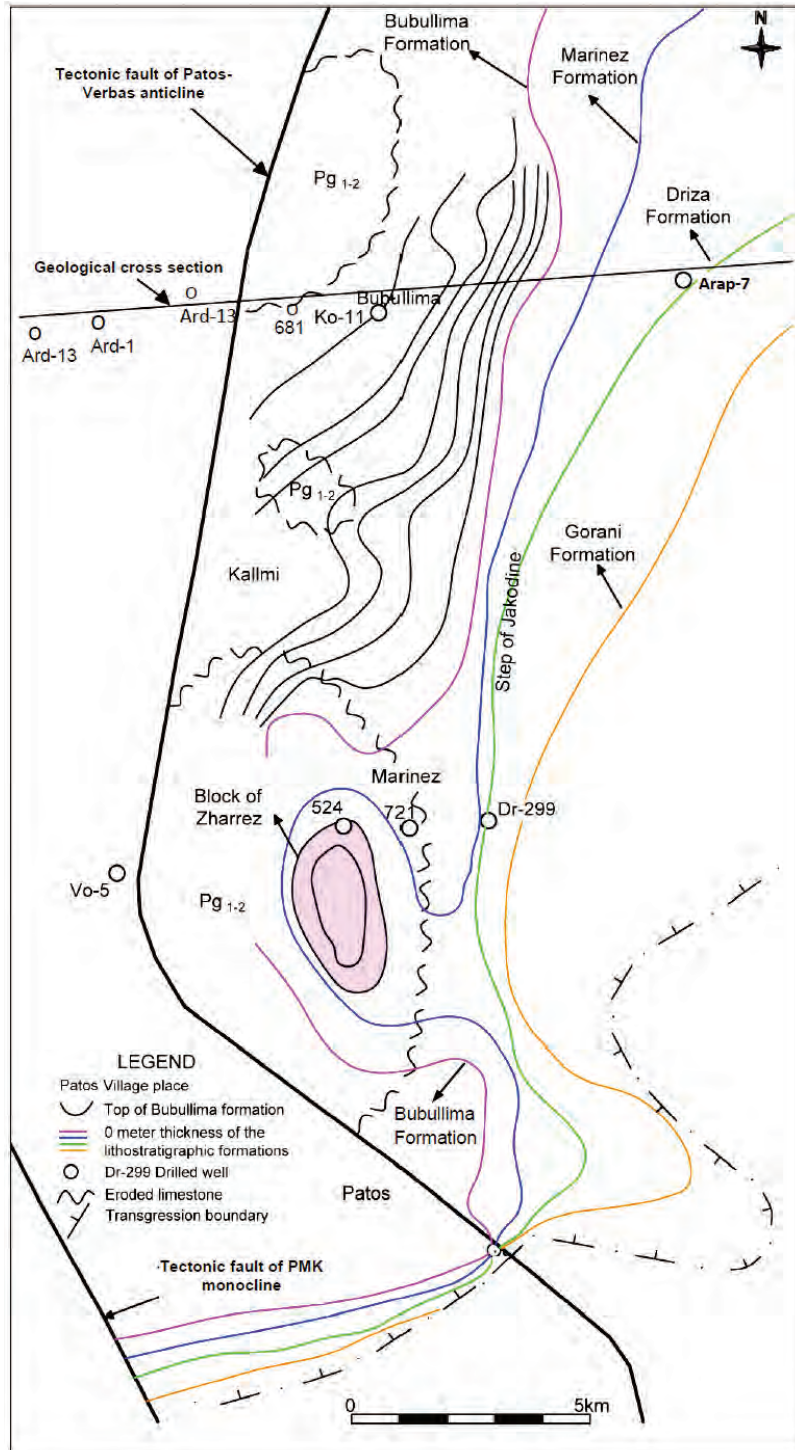 N
Bubullima
Formation
Marinez
Formation
Tectonic fault of Patos-
Verbas anticline
Pg 1-2
Driza
Formation
Geological cross section
Arap-7
Bubullima
Ard-13
681
Ko-11
Ard-13
Ard-1
Pg 1-2
Gorani
Formation
Kallmi
Step of Jakodine
Marinez
Block of
Zharrez
524
721
Dr-299
Vo-5
Pg 1-2
LEGEND
Patos Village place
Top of Bubullima formation
0 meter thickness of the
lithostratigraphic formations
Dr-299 Drilled well
Eroded limestone
Transgression boundary
Bubullima
Formation
Patos
Tectonic fault of PMK
monocline
0 5km